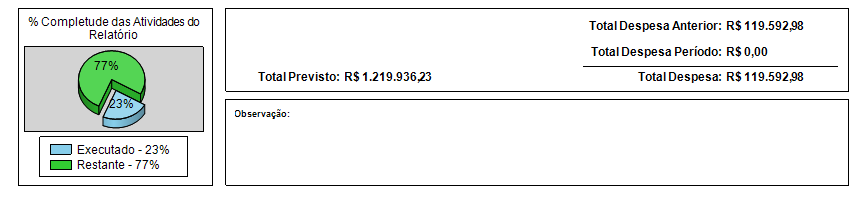 % Completude das Atividades do
Relatório
77%
23%
Executado - 23%
Restante - 77%
Total Despesa Anterior: R$ 119.592,98
Total Despesa Período: R$ 0,00
Total Previsto: R$ 1.219.936,23
Total Despesa: R$ 119.592,98
Observação: